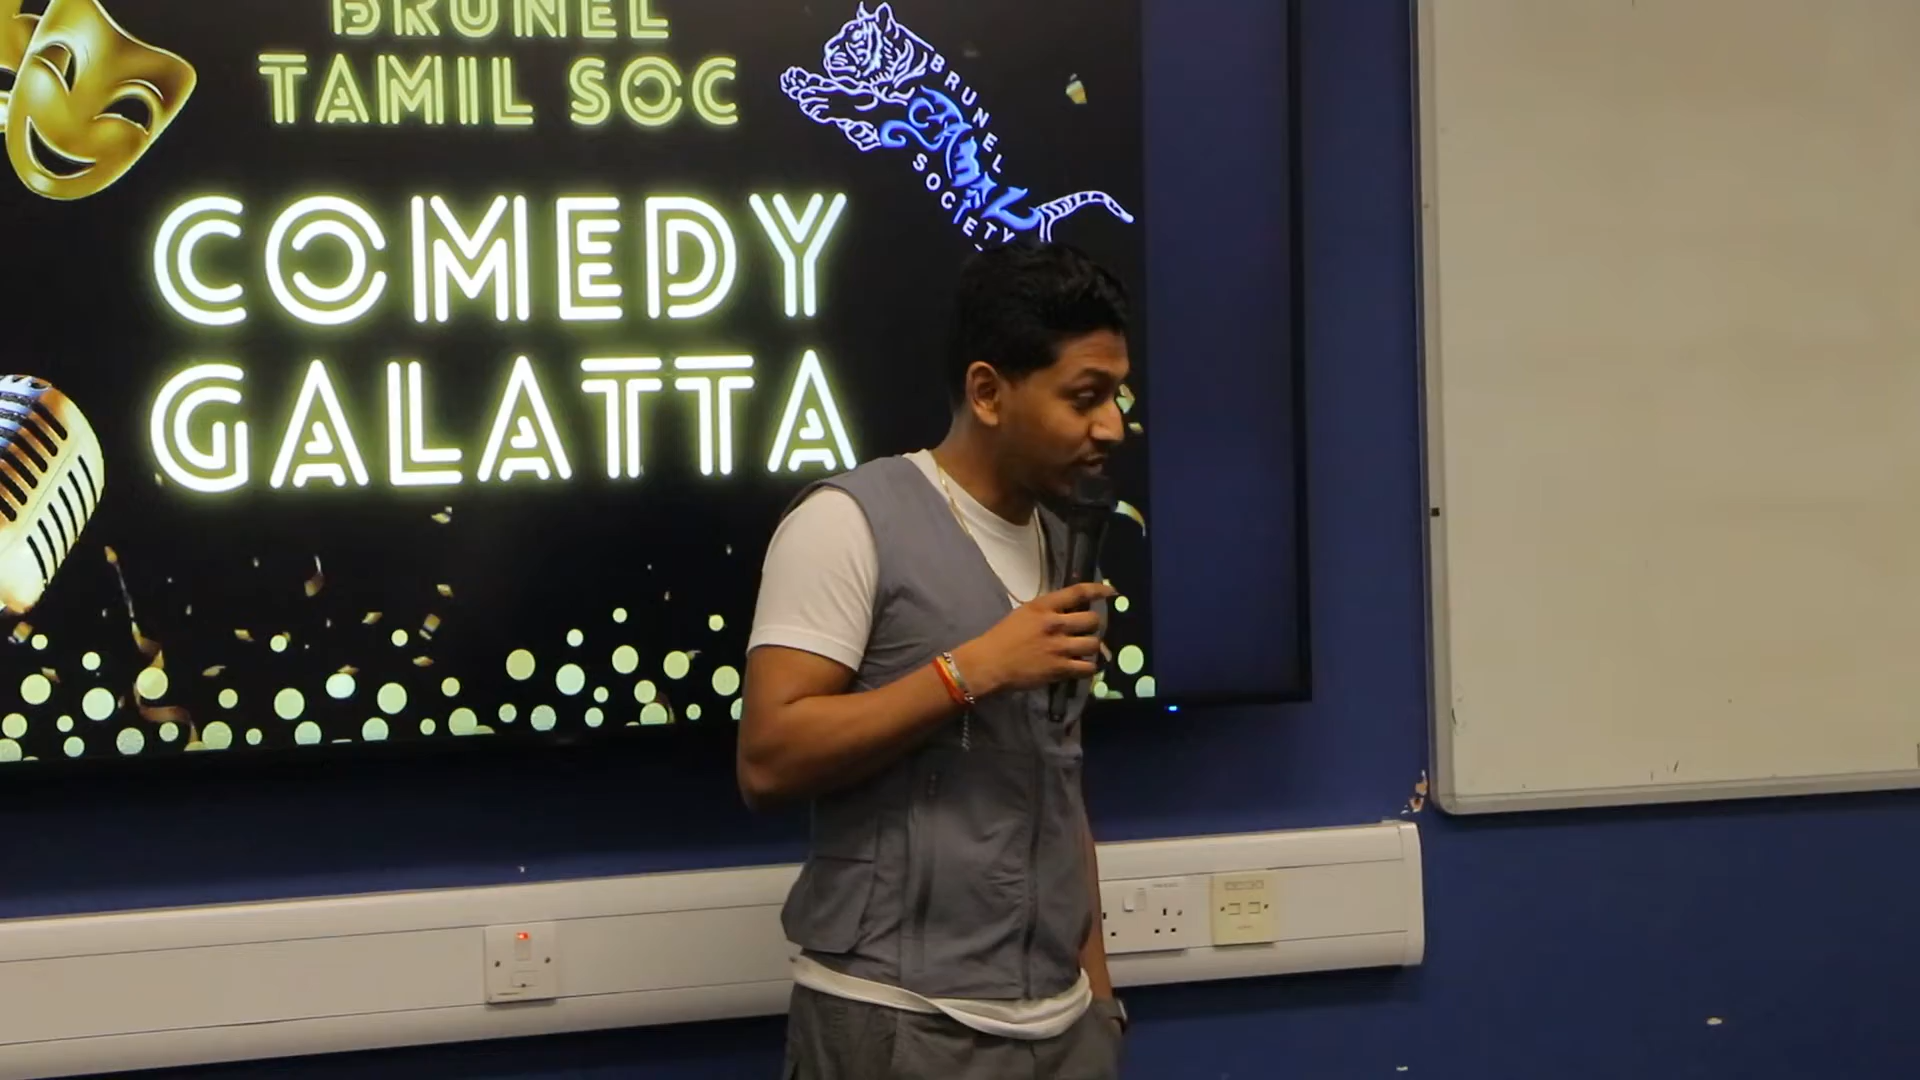 BRUNEL
TAMIL SOC
COMEDY
GALATTA
BRUNEL
SOCIETY